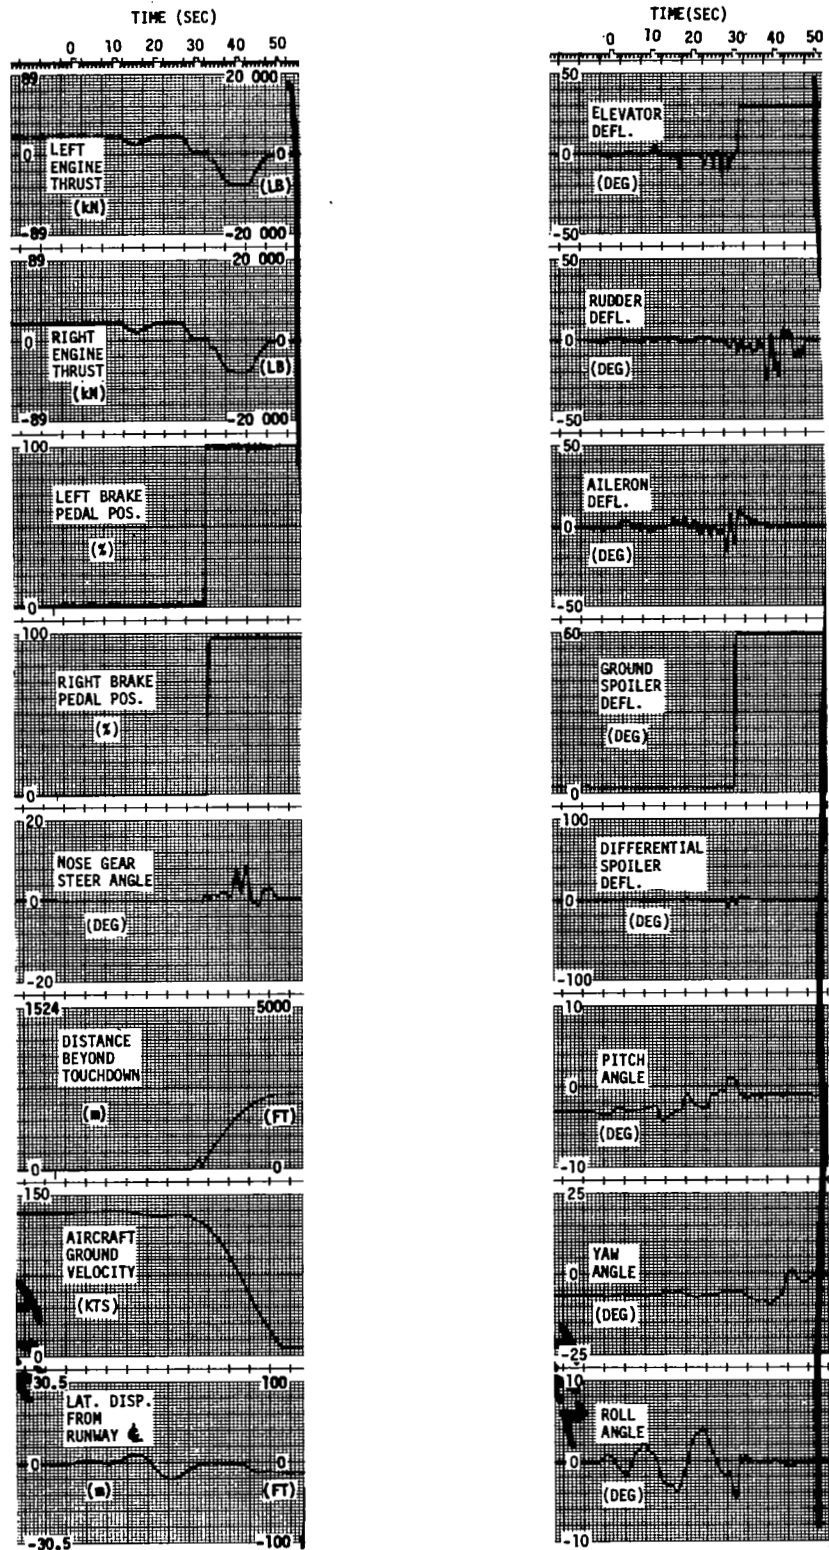 TIME (SEC)
0 10 20 30 40 50
89 20 000
LEFT
ENGINE
THRUST
(kN)
0 0
(LB)
-89 -20 000
89 20 000
RIGHT
ENGINE
THRUST
(kN)
0 0
(LB)
-89 -20 000
100
LEFT BRAKE
PEDAL POS.
(%)
0
100
RIGHT BRAKE
PEDAL POS.
(%)
0
20
NOSE GEAR
STEER ANGLE
0
(DEG)
-20
1524 5000
DISTANCE
BEYOND
TOUCHDOWN
(m) (FT)
0 0
150
AIRCRAFT
GROUND
VELOCITY
(KTS)
0
30.5 100
LAT. DISP.
FROM
RUNWAY ℄
0 0
(m) (FT)
-30.5 -100
TIME(SEC)
0 10 20 30 40 50
50
ELEVATOR
DEFL.
0
(DEG)
-50
50
RUDDER
DEFL.
0
(DEG)
-50
50
AILERON
DEFL.
0
(DEG)
-50
60
GROUND
SPOILER
DEFL.
(DEG)
0
100
DIFFERENTIAL
SPOILER
DEFL.
0
(DEG)
-100
10
PITCH
ANGLE
0
(DEG)
-10
25
YAW
ANGLE
0
(DEG)
-25
10
ROLL
ANGLE
0
(DEG)
-10